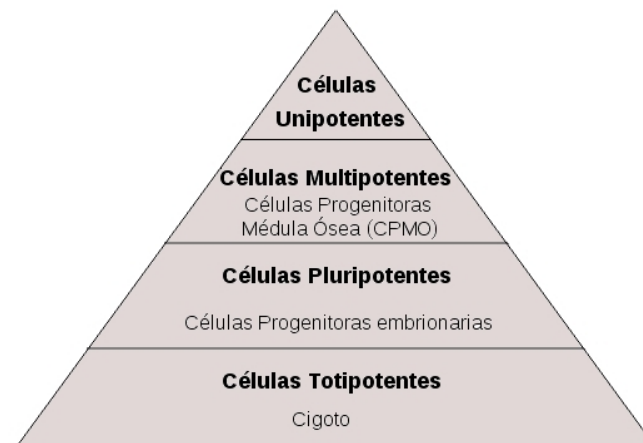 Células
Unipotentes
Células Multipotentes
Células Progenitoras
Médula Ósea (CPMO)
Células Pluripotentes
Células Progenitoras embrionarias
Células Totipotentes
Cigoto